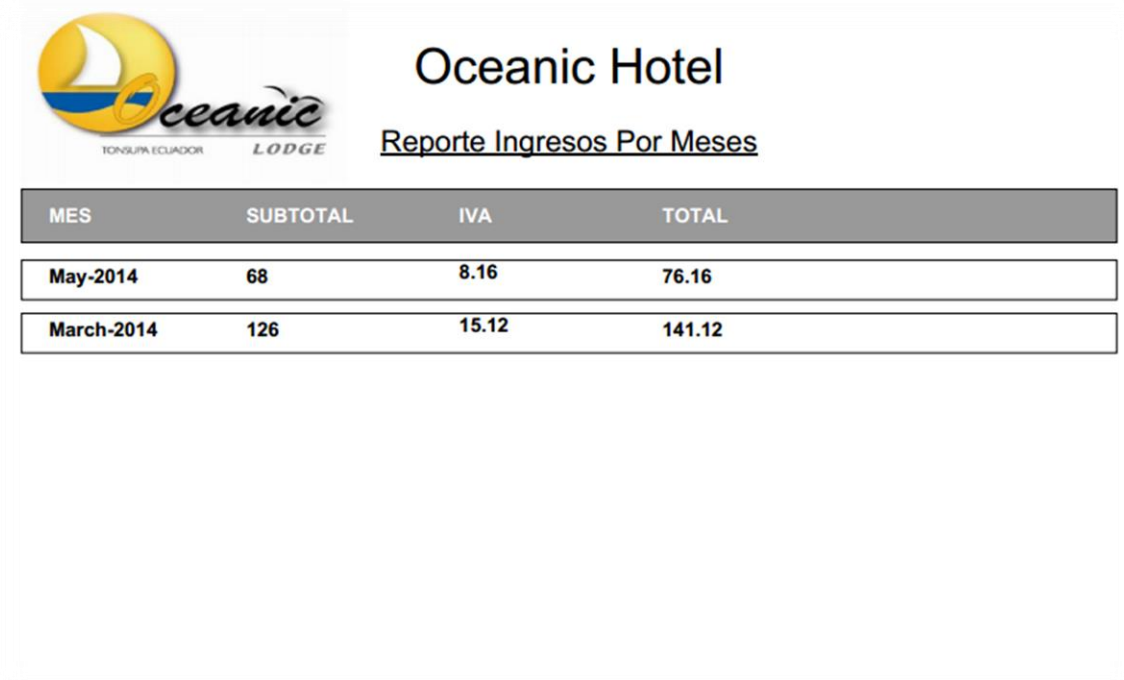 Oceanic Hotel
Oceanic
TONSUPA ECUADOR LODGE
Reporte Ingresos Por Meses
MES SUBTOTAL IVA TOTAL
May-2014 68 8.16 76.16
March-2014 126 15.12 141.12